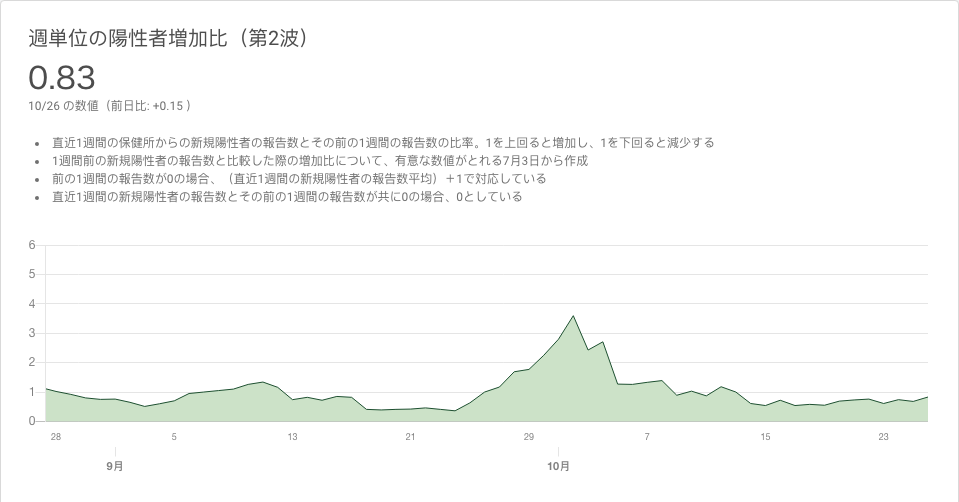 週単位の陽性者増加比（第2波）
0.83
10/26 の数値（前日比: +0.15 ）
• 直近1週間の保健所からの新規陽性者の報告数とその前の1週間の報告数の比率。1を上回ると増加し、1を下回ると減少する
• 1週間前の新規陽性者の報告数と比較した際の増加比について、有意な数値がとれる7月3日から作成
• 前の1週間の報告数が0の場合、（直近1週間の新規陽性者の報告数平均）＋1で対応している
• 直近1週間の新規陽性者の報告数とその前の1週間の報告数が共に0の場合、0としている
6
5
4
3
2
1
0
28 5 13 21 29 7 15 23
9月 10月